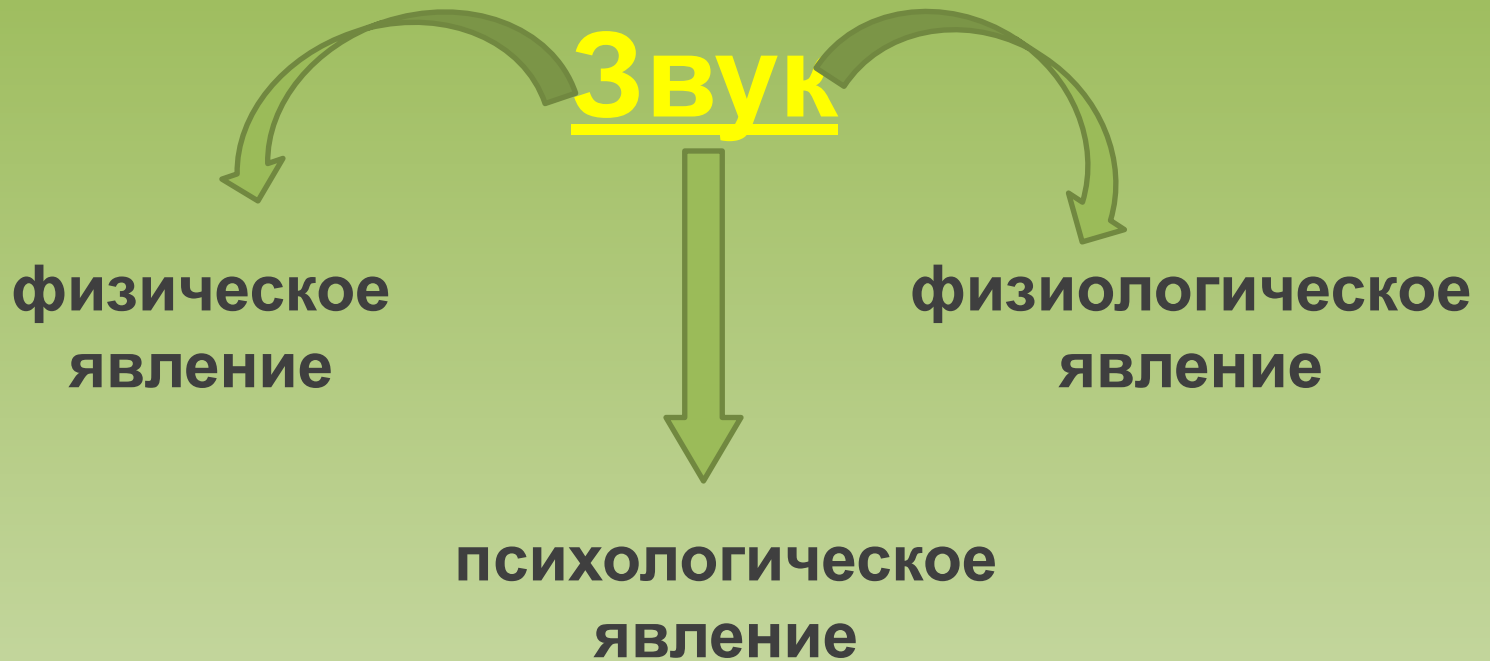 Звук
физическое
явление
физиологическое
явление
психологическое
явление